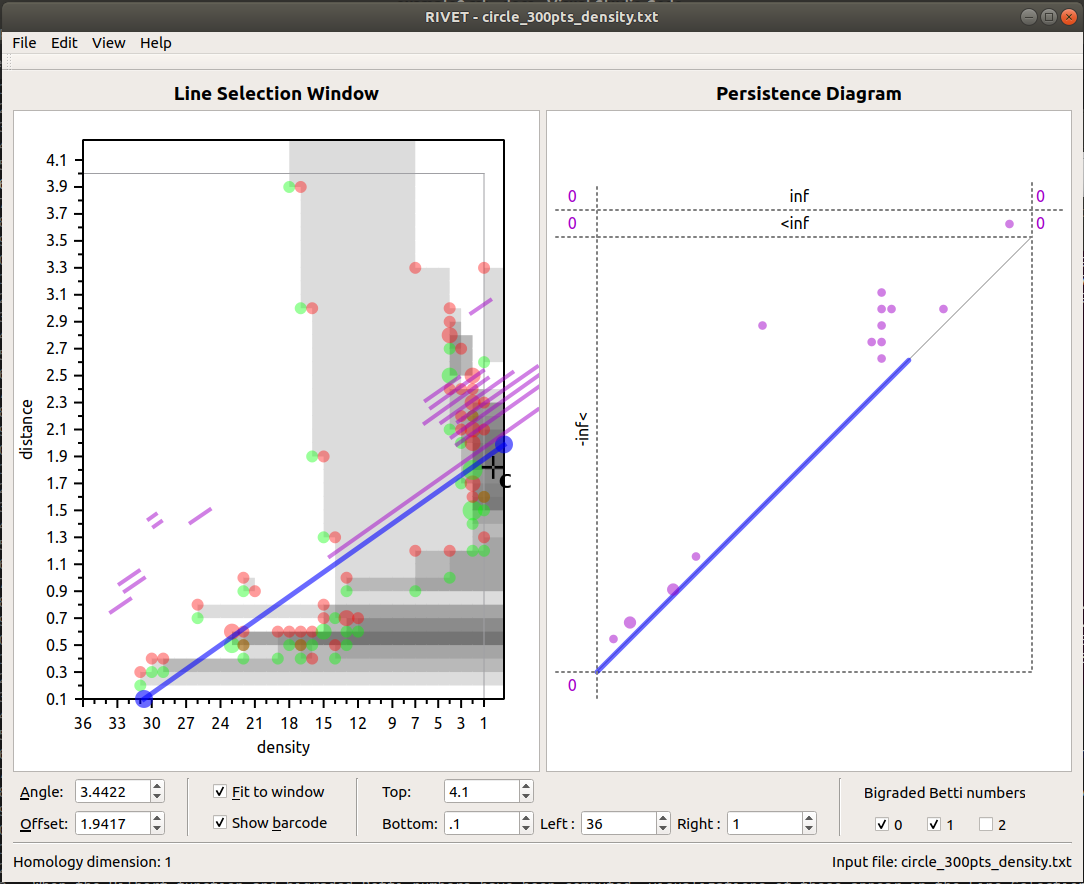 RIVET - circle_300pts_density.txt
File Edit View Help
Line Selection Window
Persistence Diagram
4.1
3.9
3.7
3.5
3.3
3.1
2.9
2.7
2.5
2.3
2.1
1.9
1.7
1.5
1.3
1.1
0.9
0.7
0.5
0.3
0.1
distance
36 33 30 27 24 21 18 15 12 9 7 5 3 1
density
C
0 inf 0
0 <inf 0
-inf<
0
Angle: 3.4422
Offset: 1.9417
Fit to window
Show barcode
Top: 4.1
Bottom: .1 Left : 36 Right : 1
Bigraded Betti numbers
0 1 2
Homology dimension: 1
Input file: circle_300pts_density.txt